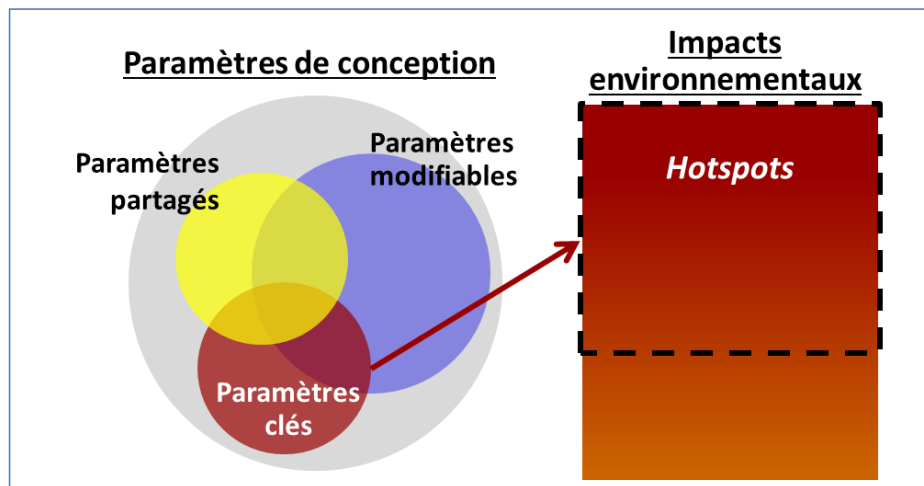 Paramètres de conception
Impacts
environnementaux
Paramètres
partagés
Paramètres
modifiables
Paramètres
clés
Hotspots